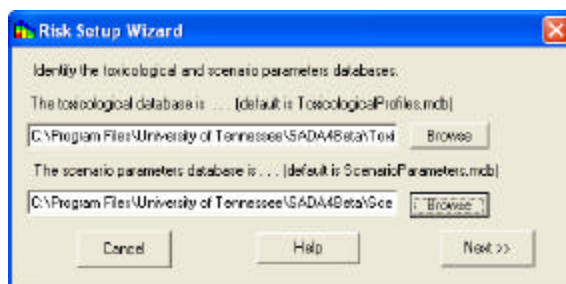 Risk Setup Wizard
Identify the toxicological and scenario parameters databases.
The toxicological database is . . . (default is ToxicologicalProfiles.mdb)
C:\Program Files\University of Tennessee\SADA4Beta\Toxi
Browse
The scenario parameters database is . . . (default is ScenarioParameters.mdb)
C:\Program Files\University of Tennessee\SADA4Beta\Sce
Browse
Cancel Help Next >>